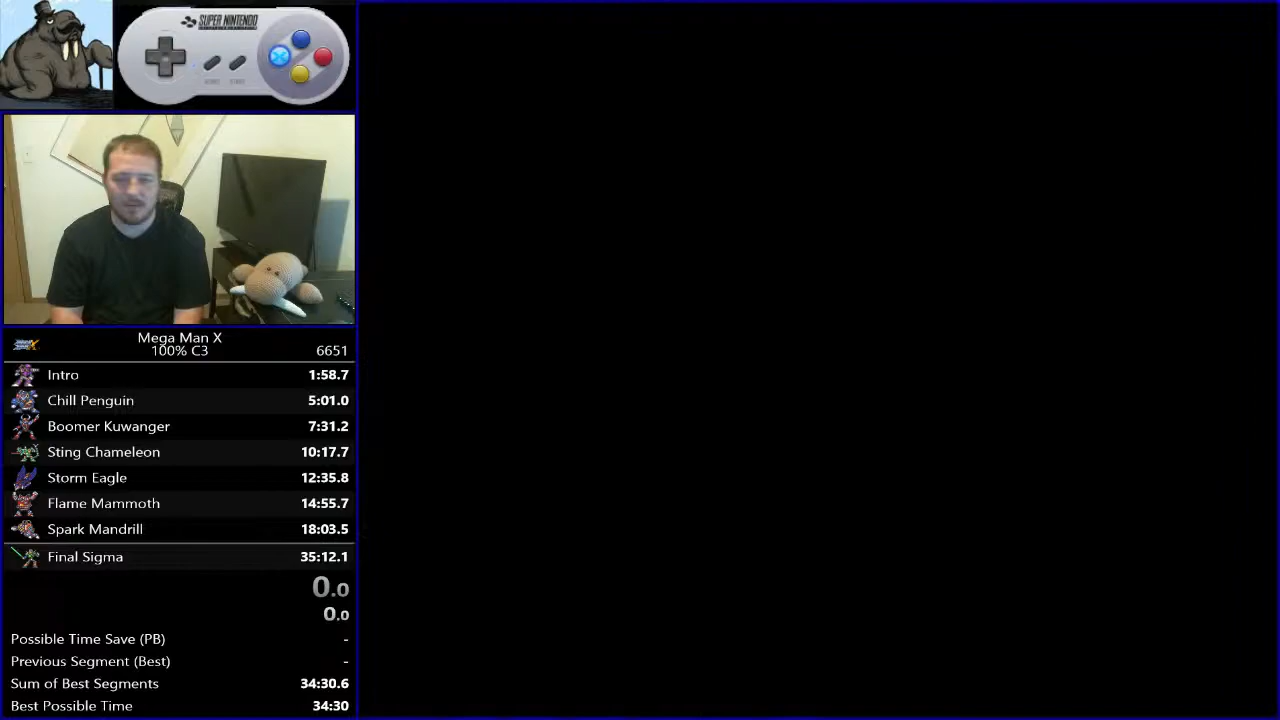 SUPER NINTENDO
SELECT START
Mega Man X
100% C3 6651
Intro 1:58.7
Chill Penguin 5:01.0
Boomer Kuwanger 7:31.2
Sting Chameleon 10:17.7
Storm Eagle 12:35.8
Flame Mammoth 14:55.7
Spark Mandrill 18:03.5
Final Sigma 35:12.1
0.0
0.0
Possible Time Save (PB) -
Previous Segment (Best) -
Sum of Best Segments 34:30.6
Best Possible Time 34:30